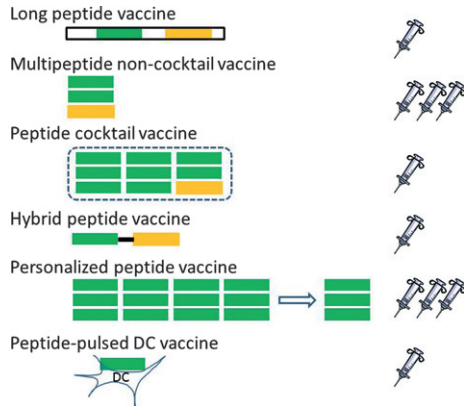 Long peptide vaccine
Multipeptide non-cocktail vaccine
Peptide cocktail vaccine
Hybrid peptide vaccine
Personalized peptide vaccine
Peptide-pulsed DC vaccine
DC